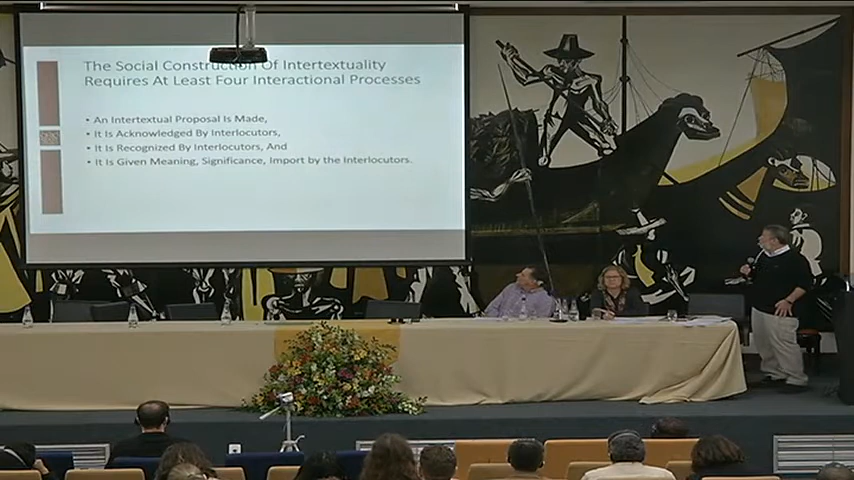 The Social Construction Of Intertextuality
Requires At Least Four Interactional Processes
• An Intertextual Proposal Is Made,
• It Is Acknowledged By Interlocutors,
• It Is Recognized By Interlocutors, And
• It Is Given Meaning, Significance, Import by the Interlocutors.